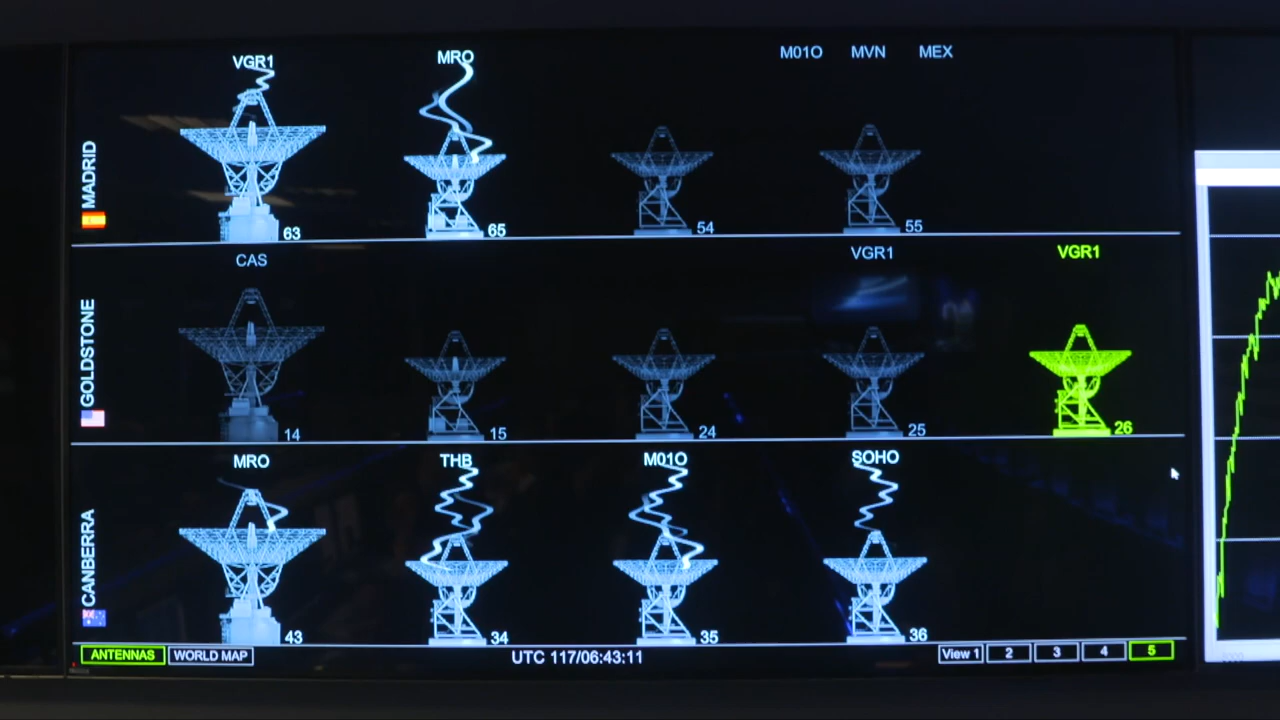 VGR1 MRO M01O MVN MEX
MADRID
63 65 54 55
CAS VGR1 VGR1
GOLDSTONE
14 15 24 25 26
MRO THB M01O SOHO
CANBERRA
43 34 35 36
ANTENNAS WORLD MAP UTC 117/06:43:11 View 1 2 3 4 5